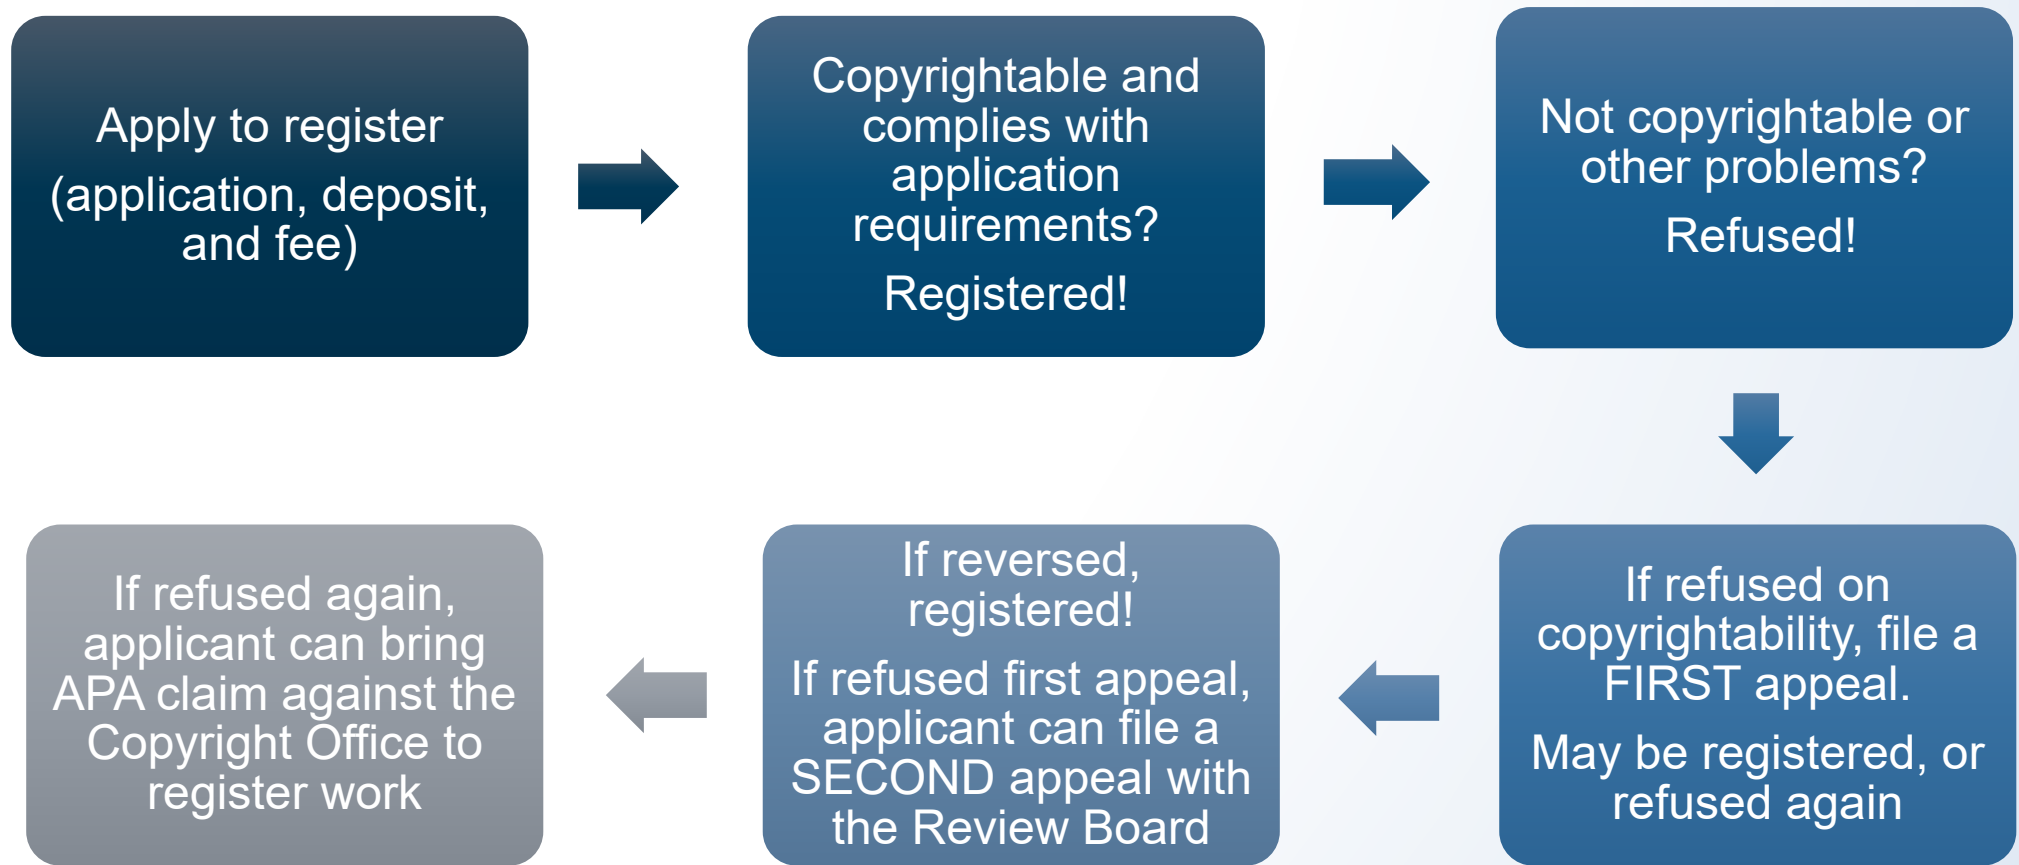 Apply to register
(application, deposit,
and fee)
Copyrightable and
complies with
application
requirements?
Registered!
Not copyrightable or
other problems?
Refused!
If refused on
copyrightability, file a
FIRST appeal.
May be registered, or
refused again
If reversed,
registered!
If refused first appeal,
applicant can file a
SECOND appeal with
the Review Board
If refused again,
applicant can bring
APA claim against the
Copyright Office to
register work